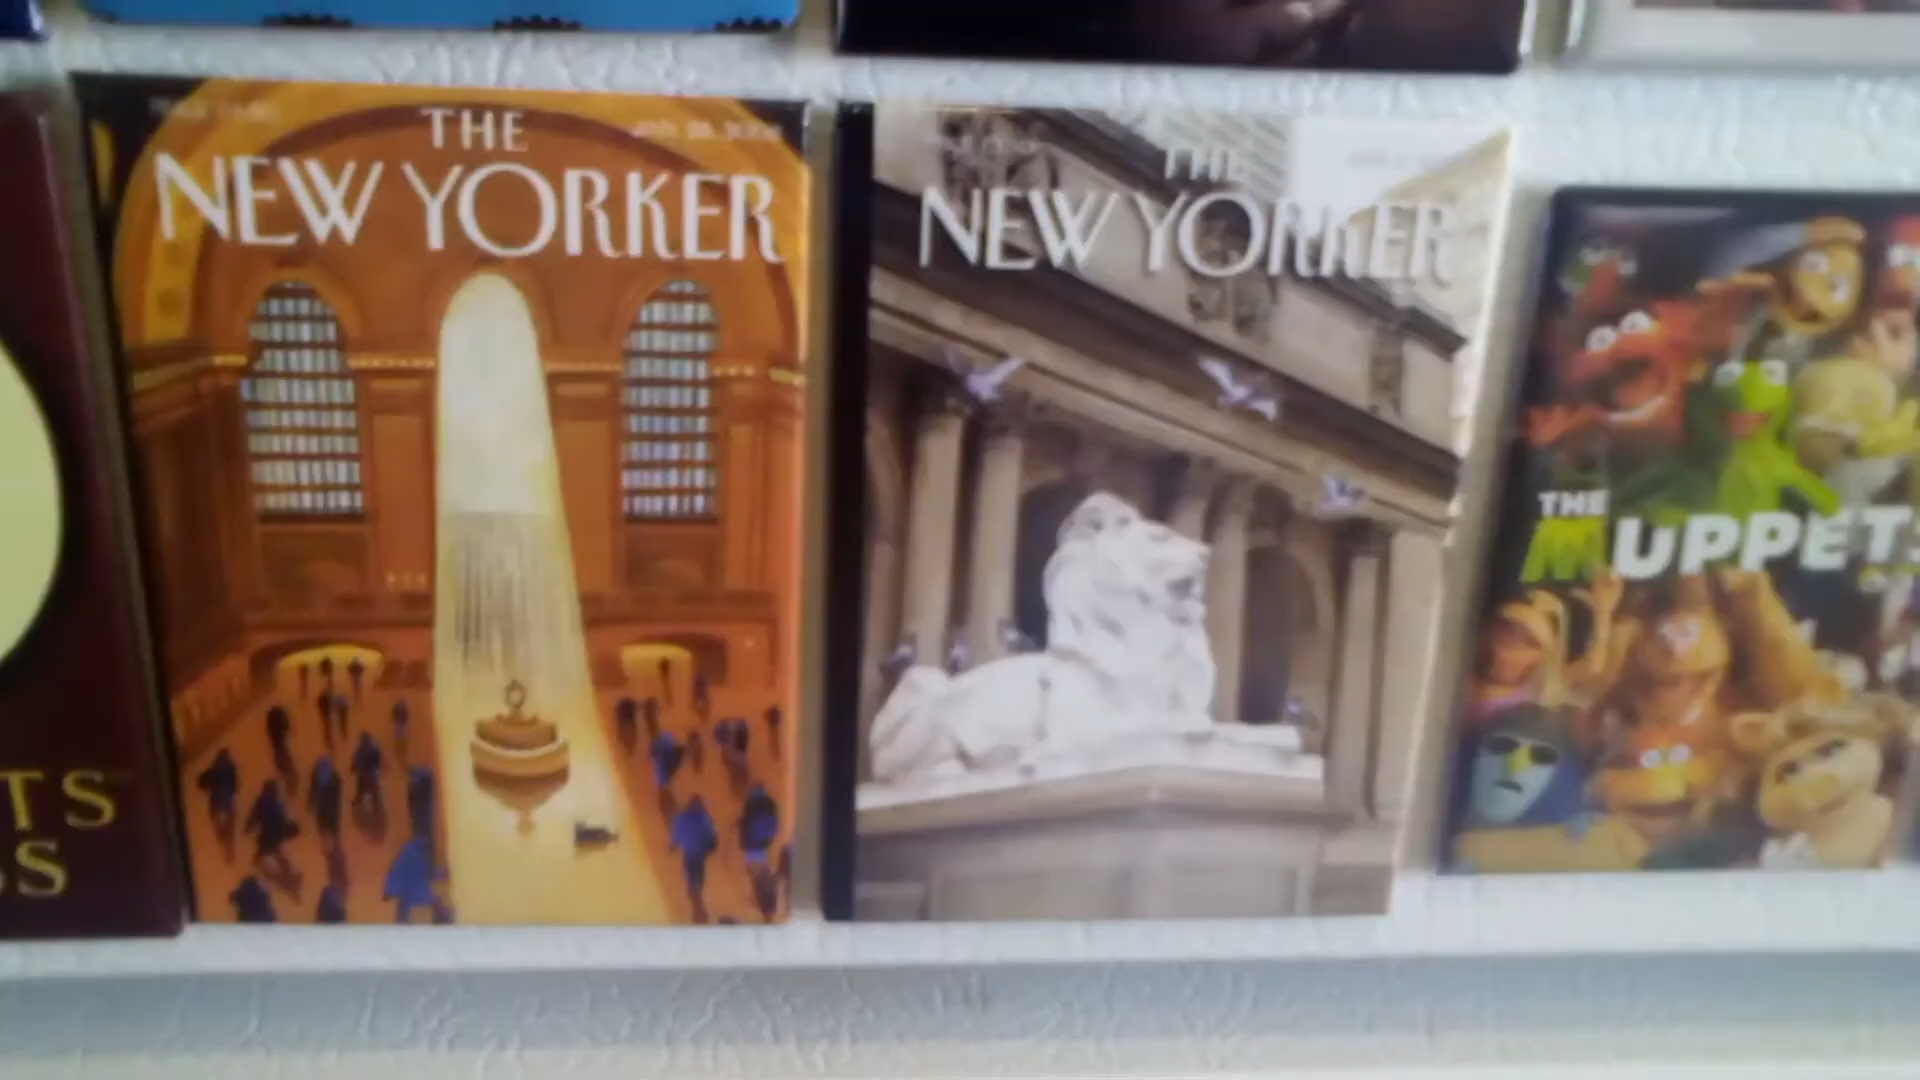 THE
NEW YORKER
THE
NEW YORKER
THE
MUPPETS
TS
SS